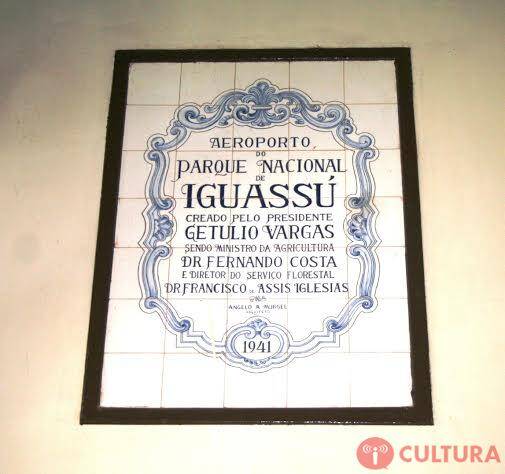 AEROPORTO
DO
PARQUE NACIONAL
DE
IGUASSÚ
CREADO PELO PRESIDENTE
GETULIO VARGAS
SENDO MINISTRO DA AGRICULTURA
DR FERNANDO COSTA
E DIRETOR DO SERVICO FLORESTAL
DR FRANCISCO DE ASSIS IGLESIAS
ANGELO A. MURGEL
1941
CULTURA